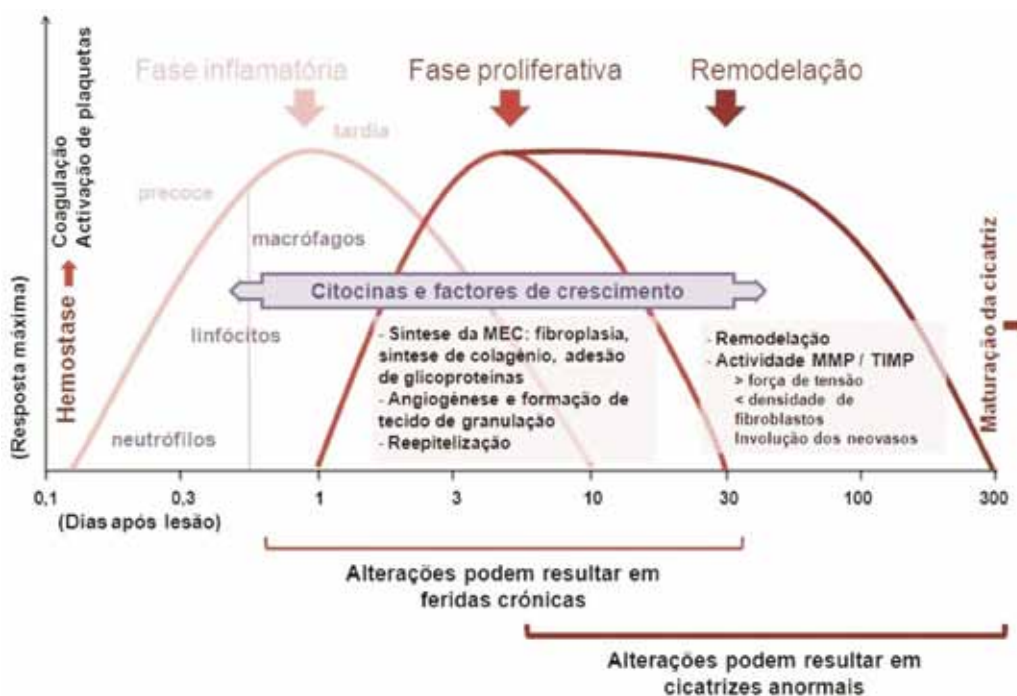 Fase inflamatória
Fase proliferativa
Remodelação
(Resposta máxima)
Hemostase
Coagulação
Activação de plaquetas
tardia
precoce
macrófagos
linfócitos
neutrófilos
Citocinas e factores de crescimento
- Síntese da MEC: fibroplasia,
síntese de colagénio, adesão
de glicoproteínas
- Angiogénese e formação de
tecido de granulação
- Reepitelização
- Remodelação
- Actividade MMP / TIMP
> força de tensão
< densidade de
fibroblastos
Involução dos neovasos
Maturação da cicatriz
0,1 0,3 1 3 10 30 100 300
(Dias após lesão)
Alterações podem resultar em
feridas crónicas
Alterações podem resultar em
cicatrizes anormais